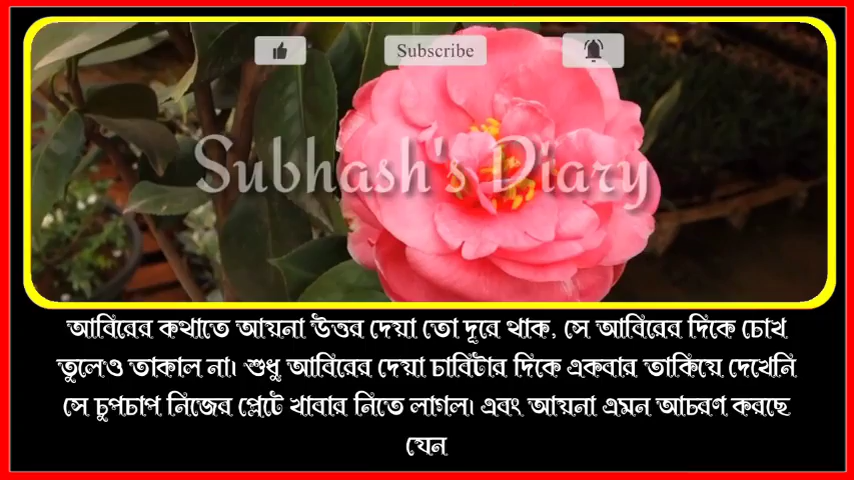 Subscribe
Subhash's Diary
আবিরের কথাতে আয়না উত্তর দেয়া তো দূরে থাক, সে আবিরের দিকে চোখ
তুলেও তাকাল না। শুধু আবিরের দেয়া চাবিটার দিকে একবার তাকিয়ে দেখেনি
সে চুপচাপ নিজের প্লেটে খাবার নিতে লাগল। এবং আয়না এমন আচরণ করছে
যেন